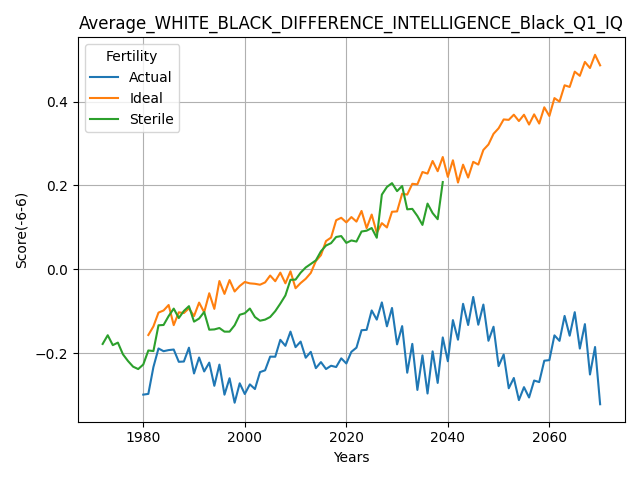 Average_WHITE_BLACK_DIFFERENCE_INTELLIGENCE_Black_Q1_IQ
Fertility
Actual
Ideal
Sterile
Score(-6-6)
0.4
0.2
0.0
−0.2
1980 2000 2020 2040 2060
Years